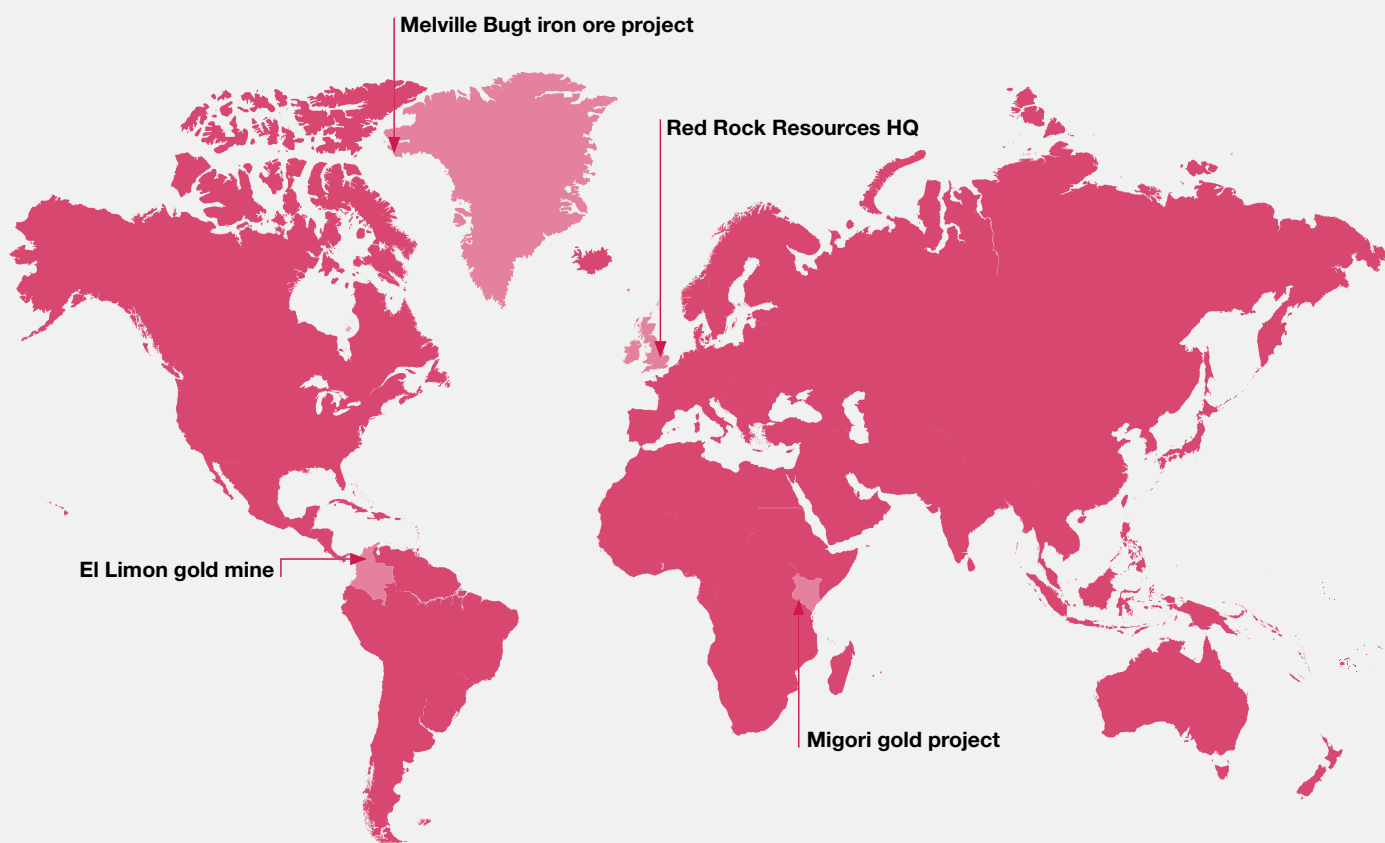 Melville Bugt iron ore project
Red Rock Resources HQ
El Limon gold mine
Migori gold project